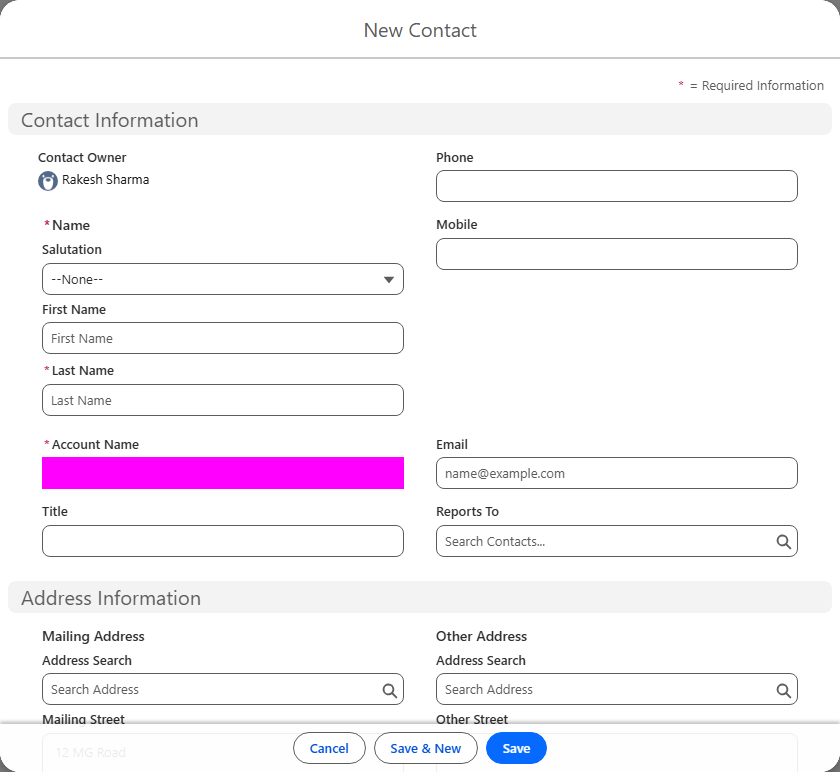 New Contact
* = Required Information
Contact Information
Contact Owner
Rakesh Sharma
Phone
* Name
Mobile
Salutation
--None--
First Name
First Name
* Last Name
Last Name
* Account Name
Email
name@example.com
Title
Reports To
Search Contacts...
Address Information
Mailing Address
Other Address
Address Search
Address Search
Search Address
Search Address
Mailing Street
Other Street
12 MG Road
Cancel
Save & New
Save